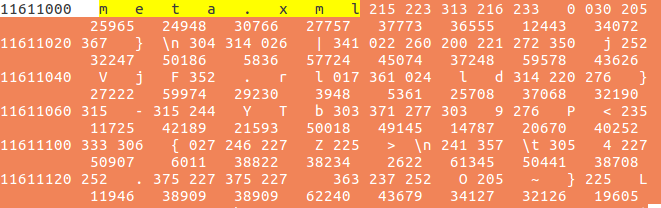 11611000 m e t a . x m l 215 223 313 216 233 0 030 205
25965 24948 30766 27757 37773 36555 12443 34072
11611020 367 } \n 304 314 026 | 341 022 260 200 221 272 350 j 252
32247 50186 5836 57724 45074 37248 59578 43626
11611040 V j F 352 . r l 017 361 024 l d 314 220 276 }
27222 59974 29230 3948 5361 25708 37068 32190
11611060 315 - 315 244 Y T b 303 371 277 303 9 276 P < 235
11725 42189 21593 50018 49145 14787 20670 40252
11611100 333 306 { 027 246 227 Z 225 > \n 241 357 \t 305 4 227
50907 6011 38822 38234 2622 61345 50441 38708
11611120 252 . 375 227 375 227 363 237 252 O 205 ~ } 225 L
11946 38909 38909 62240 43679 34127 32126 19605